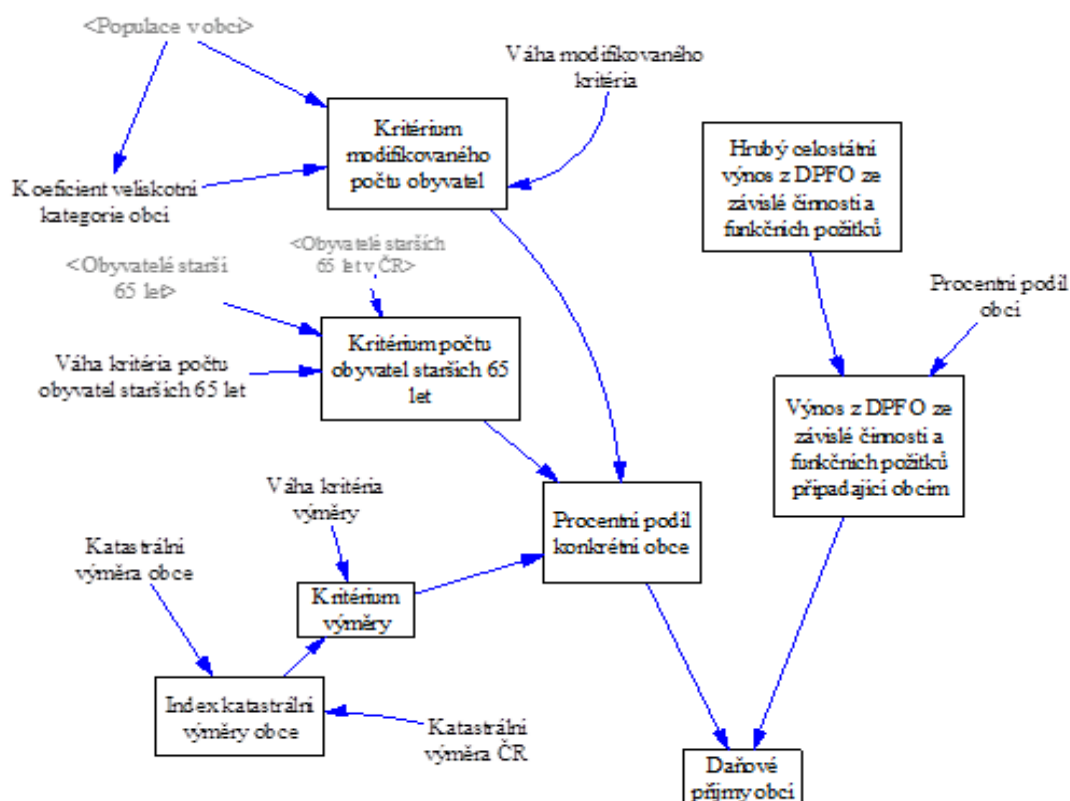 <Populace v obci>
Váha modifikovaného
kritéria
Kritérium
modifikovaného
počtu obyvatel
Hrubý celostátní
výnos z DPFO ze
závislé činnosti a
funkčních požitků
Koeficient veliskotní
kategorie obcí
<Obyvatelé starší
65 let>
<Obyvatelé starších
65 let v ČR>
Procentní podíl
obcí
Kritérium počtu
obyvatel starších 65
let
Váha kritéria počtu
obyvatel starších 65 let
Výnos z DPFO ze
závislé činnosti a
funkčních požitků
připadající obcím
Váha kritéria
výměry
Procentní podíl
konkrétní obce
Katastrální
výměra obce
Kritérium
výměry
Index katastrální
výměry obce
Katastrální
výměra ČR
Daňové
příjmy obcí